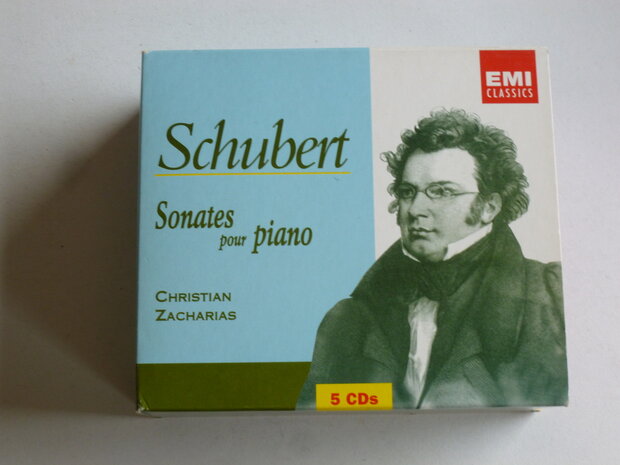 EMI
CLASSICS
Schubert
Sonates pour piano
CHRISTIAN
ZACHARIAS
5 CDs